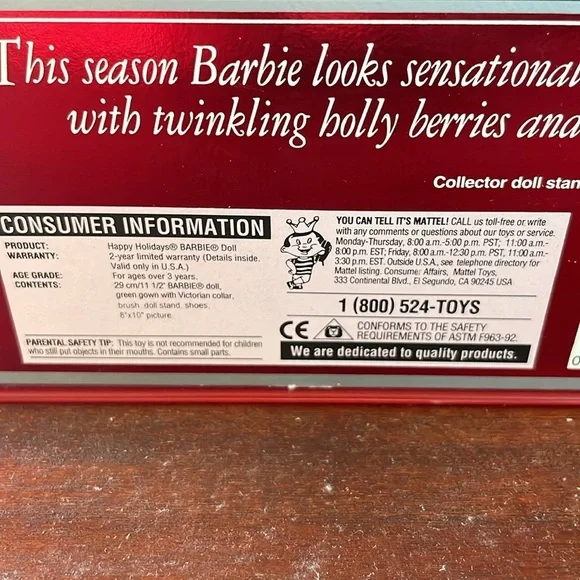 This season Barbie looks sensational
with twinkling holly berries and
Collector doll stan
CONSUMER INFORMATION
PRODUCT: Happy Holidays® BARBIE® Doll
WARRANTY: 2-year limited warranty (Details inside.
Valid only in U.S.A.)
AGE GRADE: For ages over 3 years.
CONTENTS: 29 cm/11 1/2" BARBIE® doll,
green gown with Victorian collar,
brush, doll stand, shoes,
8"x10" picture.
PARENTAL SAFETY TIP: This toy is not recommended for children
who still put objects in their mouths. Contains small parts.
YOU CAN TELL IT'S MATTEL! CALL us toll-free or write
with any comments or questions about our toys or service.
Monday-Thursday, 8:00 a.m.-5:00 p.m. PST; 11:00 a.m.-
8:00 p.m. EST; Friday, 8:00 a.m.-12:30 p.m. PST, 11:00 a.m.-
3:30 p.m. EST. Outside U.S.A., see telephone directory for
Mattel listing. Consumer Affairs, Mattel Toys,
333 Continental Blvd., El Segundo, CA 90245 USA
1 (800) 524-TOYS
CE CONFORMS TO THE SAFETY
REQUIREMENTS OF ASTM F963-92.
We are dedicated to quality products.